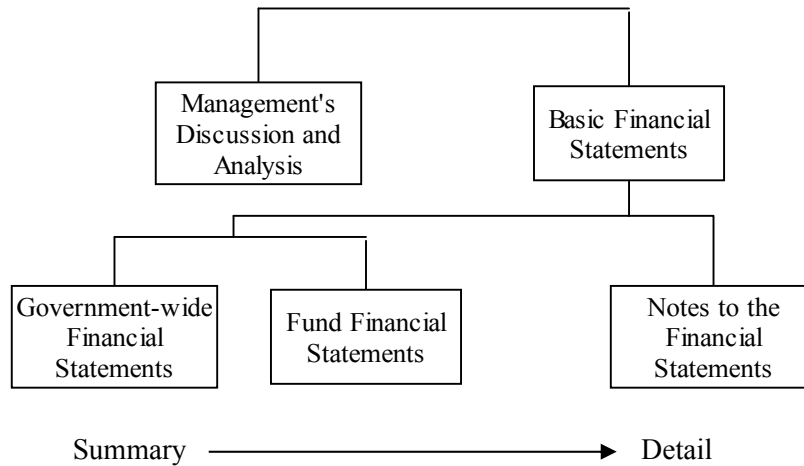 Management's
Discussion and
Analysis
Basic Financial
Statements
Government-wide
Financial
Statements
Fund Financial
Statements
Notes to the
Financial
Statements
Summary
Detail